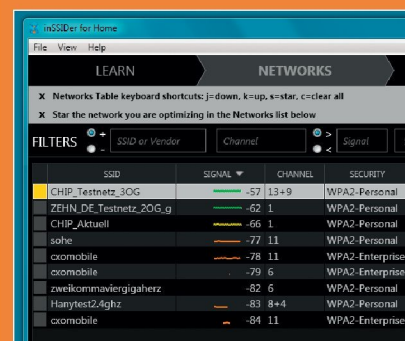 inSSIDer for Home
File View Help
LEARN NETWORKS
x Networks Table keyboard shortcuts: j=down, k=up, s=star, c=clear all
x Star the network you are optimizing in the Networks list below
FILTERS + - SSID or Vendor Channel > < Signal
SSID SIGNAL CHANNEL SECURITY
CHIP_Testnetz_3OG -57 13+9 WPA2-Personal
ZEHN_DE_Testnetz_2OG_g -62 1 WPA2-Personal
CHIP_Aktuell -66 1 WPA2-Personal
sohe -77 11 WPA2-Personal
cxomobile -78 11 WPA2-Enterprise
cxomobile -79 6 WPA2-Enterprise
zweikommaviergigaherz -82 6 WPA2-Personal
Hanytest2.4ghz -83 8+4 WPA2-Personal
cxomobile -84 11 WPA2-Enterprise